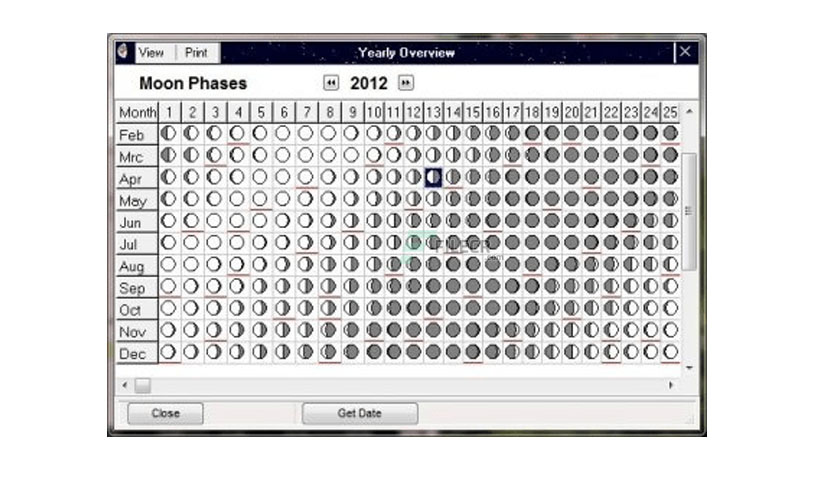 View Print Yearly Overview
Moon Phases 2012
Month 1 2 3 4 5 6 7 8 9 10 11 12 13 14 15 16 17 18 19 20 21 22 23 24 25
Feb
Mrc
Apr
May
Jun
Jul
FILECR
.com
Aug
Sep
Oct
Nov
Dec
Close Get Date